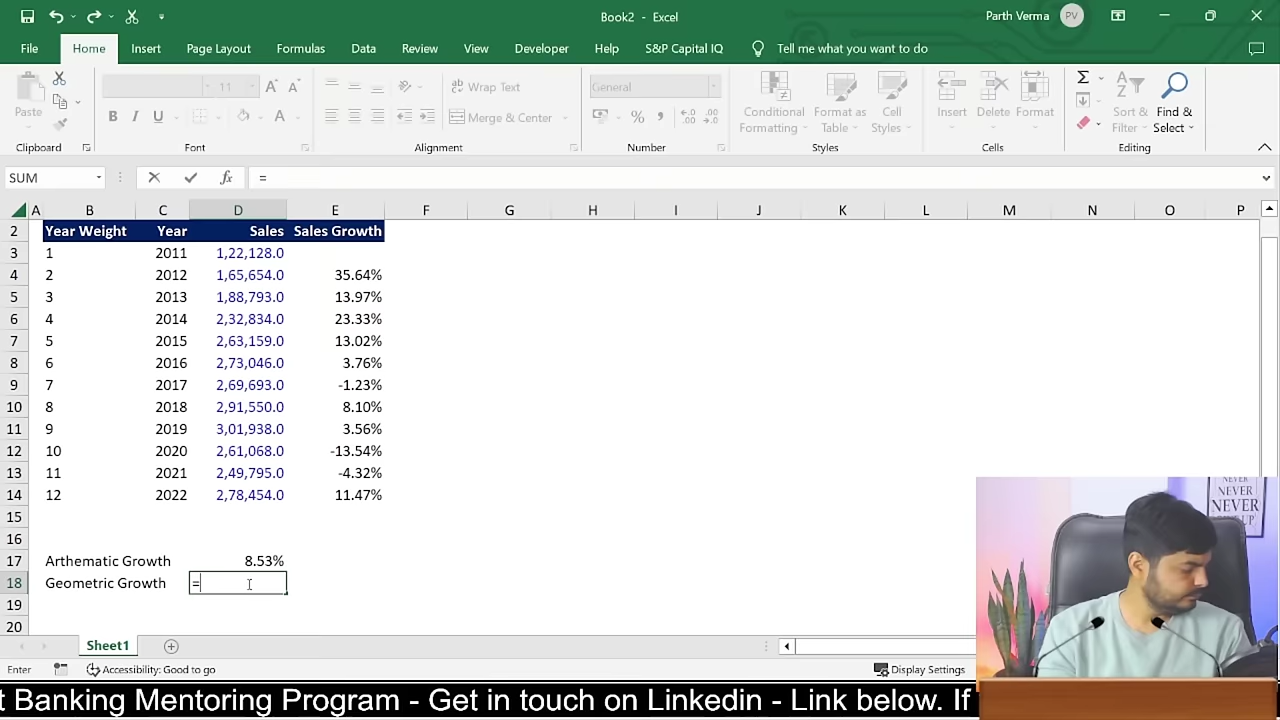 Book2 - Excel
Parth Verma PV
File Home Insert Page Layout Formulas Data Review View Developer Help S&P Capital IQ Tell me what you want to do
Paste
Clipboard
11
B I U
Font
Wrap Text
Merge & Center
Alignment
General
Number
Conditional Formatting
Format as Table
Cell Styles
Styles
Insert Delete Format
Cells
Sort & Filter
Find & Select
Editing
SUM fx =
A B C D E F G H I J K L M N O P
2 Year Weight Year Sales Sales Growth
3 1 2011 1,22,128.0
4 2 2012 1,65,654.0 35.64%
5 3 2013 1,88,793.0 13.97%
6 4 2014 2,32,834.0 23.33%
7 5 2015 2,63,159.0 13.02%
8 6 2016 2,73,046.0 3.76%
9 7 2017 2,69,693.0 -1.23%
10 8 2018 2,91,550.0 8.10%
11 9 2019 3,01,938.0 3.56%
12 10 2020 2,61,068.0 -13.54%
13 11 2021 2,49,795.0 -4.32%
14 12 2022 2,78,454.0 11.47%
15
16
17 Arthematic Growth 8.53%
18 Geometric Growth =
19
20
Sheet1
Enter Accessibility: Good to go Display Settings
NEVER
NEVER
NEVER
t Banking Mentoring Program - Get in touch on Linkedin - Link below. If